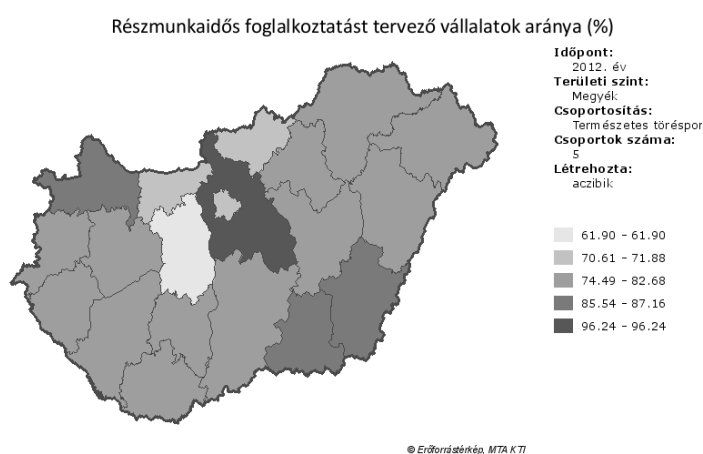 Részmunkaidős foglalkoztatást tervező vállalatok aránya (%)
Időpont:
2012. év
Területi szint:
Megyék
Csoportosítás:
Természetes töréspor
Csoportok száma:
5
Létrehozta:
aczibik
61.90 - 61.90
70.61 - 71.88
74.49 - 82.68
85.54 - 87.16
96.24 - 96.24
© Erőforrástérkép, MTA KTI